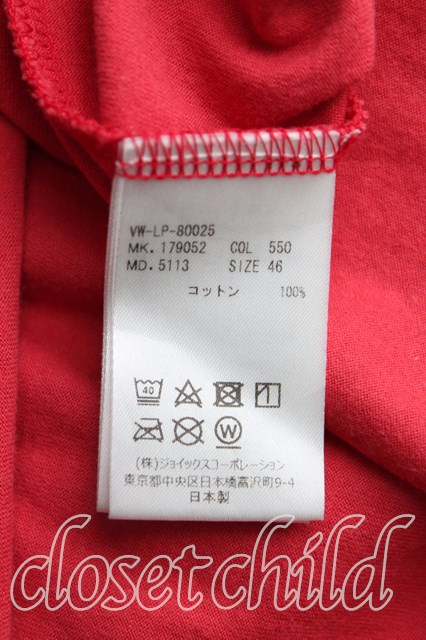 VW-LP-80025
MK. 179052 COL 550
MD. 5113 SIZE 46
コットン 100%
40
W
(株)ジョイックスコーポレーション
東京都中央区日本橋富沢町9-4
日本製
closet child